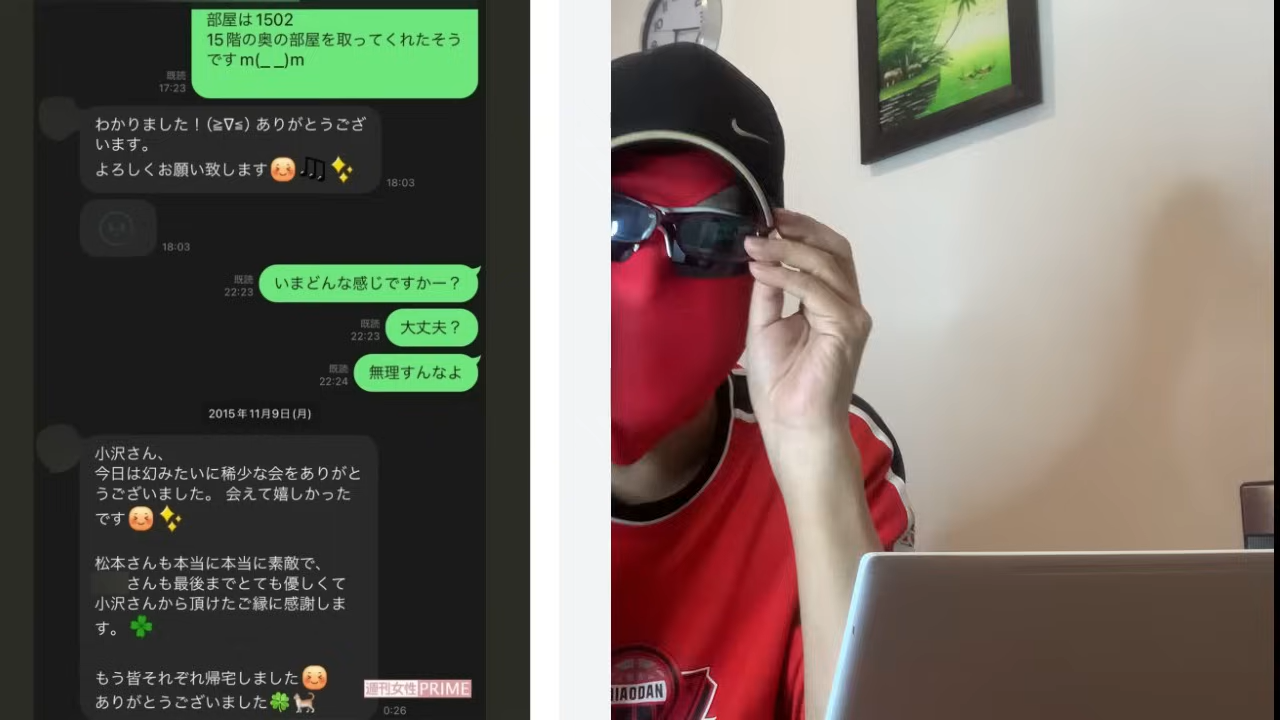 部屋は1502
15階の奥の部屋を取ってくれたそう
ですm(_ _)m
既読
17:23
わかりました！(≧∇≦) ありがとうござ
います。
よろしくお願い致します
18:03
18:03
いまどんな感じですかー？
既読
22:23
大丈夫？
既読
22:23
無理すんなよ
既読
22:24
2015年11月9日(月)
小沢さん、
今日は幻みたいに稀少な会をありがと
うございました。 会えて嬉しかった
です
松本さんも本当に本当に素敵で、
さんも最後までとても優しくて
小沢さんから頂けたご縁に感謝しま
す。
もう皆それぞれ帰宅しました
ありがとうございました
0:26
週刊女性PRIME
QIAODAN